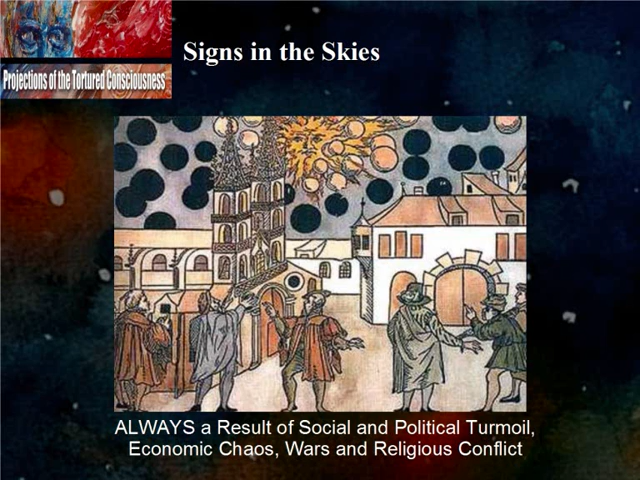 Signs in the Skies
Projections of the Tortured Consciousness
ALWAYS a Result of Social and Political Turmoil,
Economic Chaos, Wars and Religious Conflict